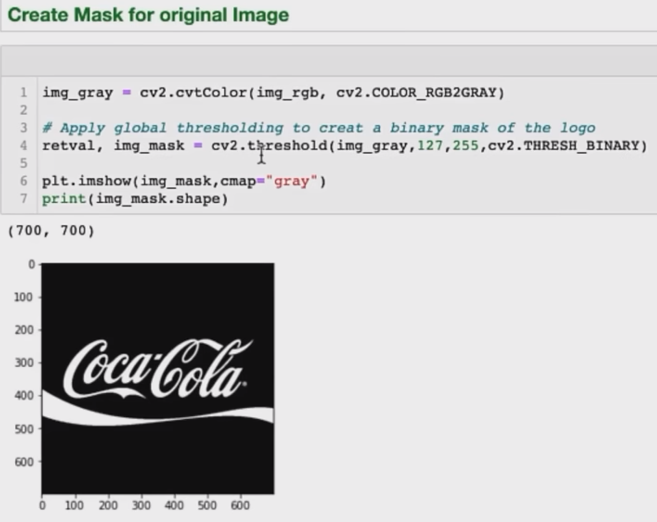 Create Mask for original Image
1 img_gray = cv2.cvtColor(img_rgb, cv2.COLOR_RGB2GRAY)
2
3 # Apply global thresholding to creat a binary mask of the logo
4 retval, img_mask = cv2.threshold(img_gray,127,255,cv2.THRESH_BINARY)
5
6 plt.imshow(img_mask,cmap="gray")
7 print(img_mask.shape)
(700, 700)
0
100
200
300
Coca-Cola
400
500
600
0 100 200 300 400 500 600